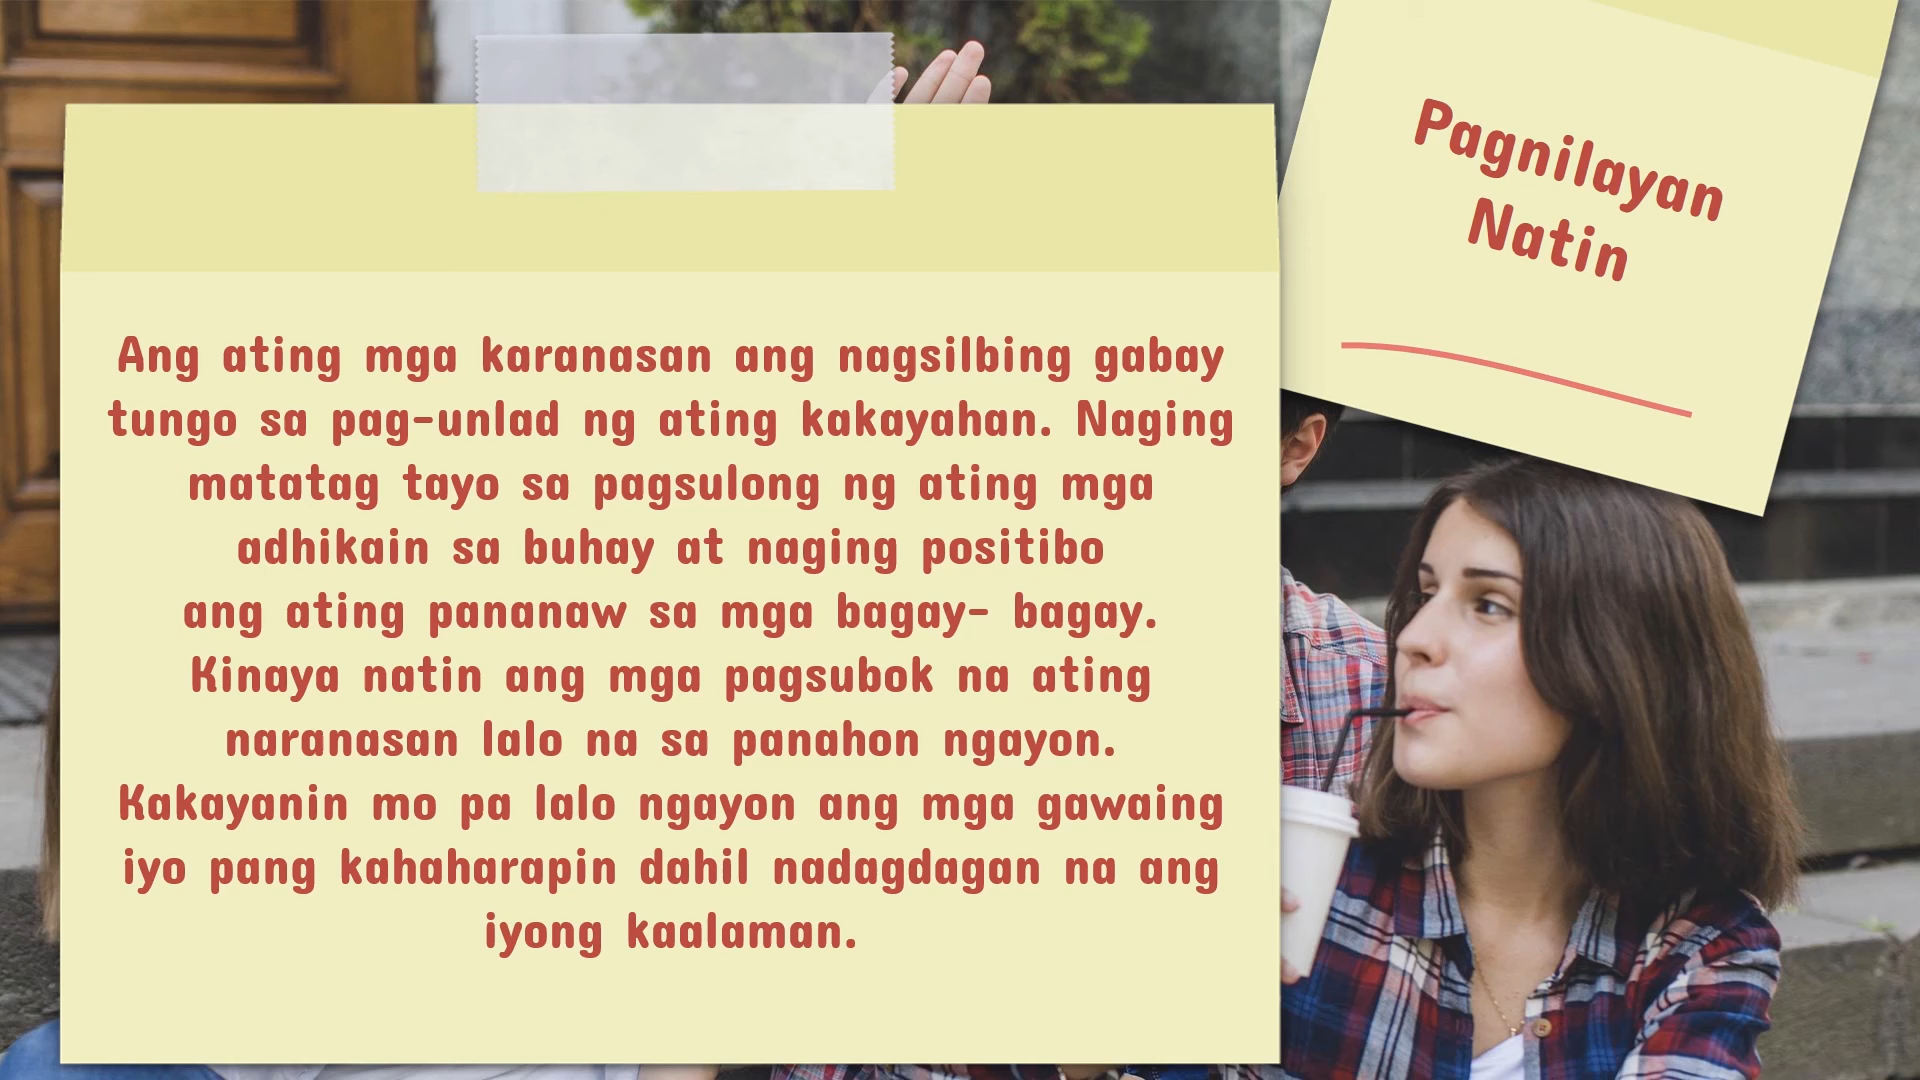 Pagnilayan
Natin
Ang ating mga karanasan ang nagsilbing gabay
tungo sa pag-unlad ng ating kakayahan. Naging
matatag tayo sa pagsulong ng ating mga
adhikain sa buhay at naging positibo
ang ating pananaw sa mga bagay- bagay.
Kinaya natin ang mga pagsubok na ating
naranasan lalo na sa panahon ngayon.
Kakayanin mo pa lalo ngayon ang mga gawaing
iyo pang kahaharapin dahil nadagdagan na ang
iyong kaalaman.